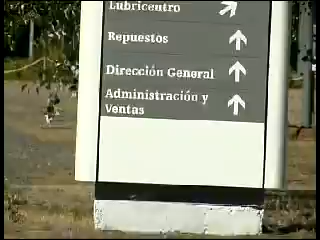 Lubricentro
Repuestos
Dirección General
Administración y
Ventas